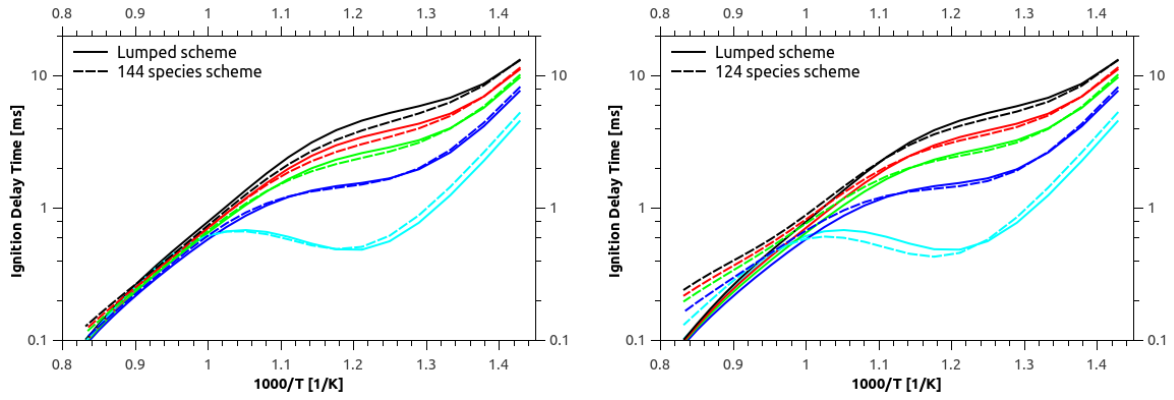 0.8 0.9 1 1.1 1.2 1.3 1.4
Lumped scheme
144 species scheme
10 10
1 1
0.1 0.1
Ignition Delay Time [ms]
0.8 0.9 1 1.1 1.2 1.3 1.4
1000/T [1/K]
0.8 0.9 1 1.1 1.2 1.3 1.4
Lumped scheme
124 species scheme
10 10
1 1
0.1 0.1
Ignition Delay Time [ms]
0.8 0.9 1 1.1 1.2 1.3 1.4
1000/T [1/K]